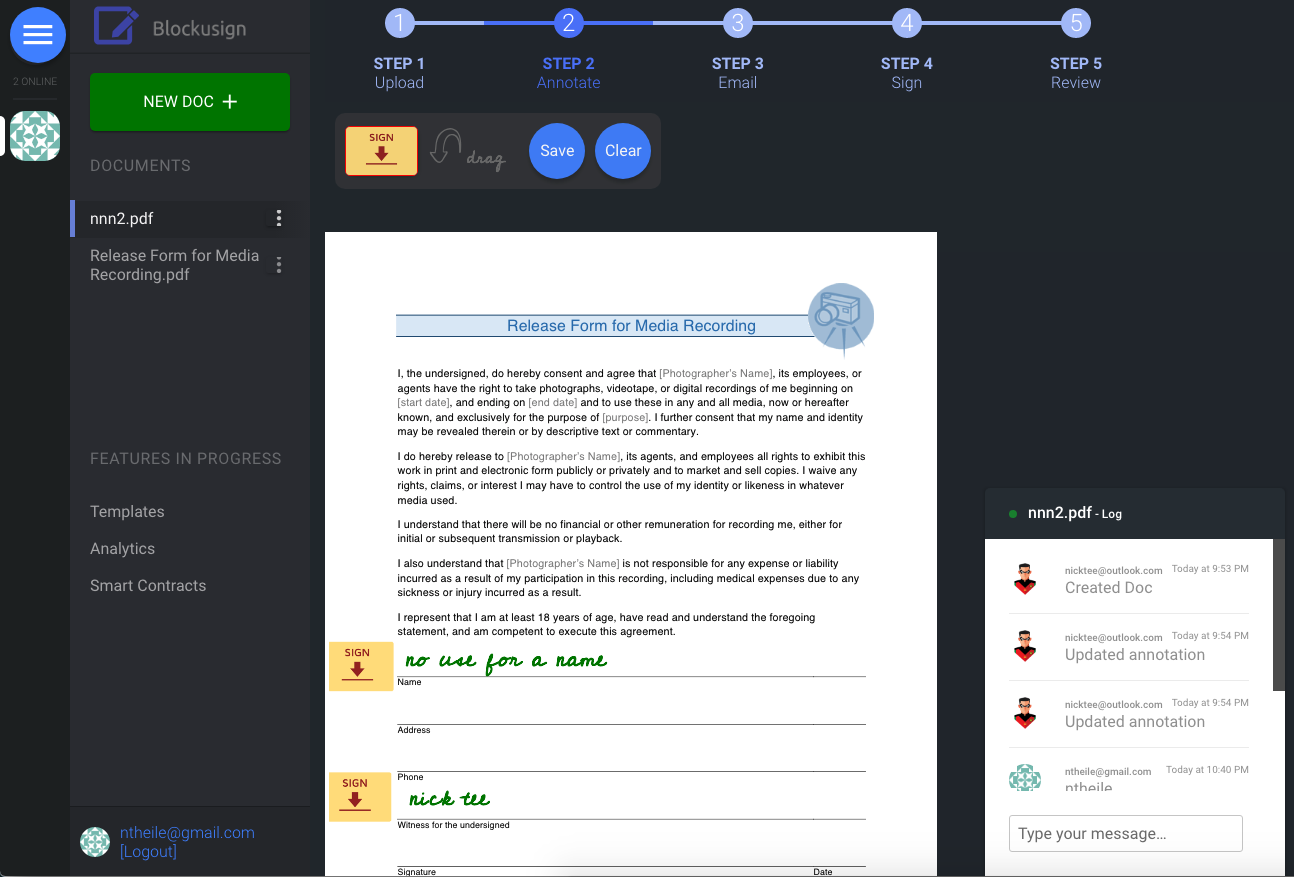 Blockusign
2 ONLINE
NEW DOC +
DOCUMENTS
nnn2.pdf
Release Form for Media
Recording.pdf
FEATURES IN PROGRESS
Templates
Analytics
Smart Contracts
ntheile@gmail.com
[Logout]
1 2 3 4 5
STEP 1 STEP 2 STEP 3 STEP 4 STEP 5
Upload Annotate Email Sign Review
SIGN
drag
Save
Clear
Release Form for Media Recording
I, the undersigned, do hereby consent and agree that [Photographer's Name], its employees, or
agents have the right to take photographs, videotape, or digital recordings of me beginning on
[start date], and ending on [end date] and to use these in any and all media, now or hereafter
known, and exclusively for the purpose of [purpose]. I further consent that my name and identity
may be revealed therein or by descriptive text or commentary.
I do hereby release to [Photographer's Name], its agents, and employees all rights to exhibit this
work in print and electronic form publicly or privately and to market and sell copies. I waive any
rights, claims, or interest I may have to control the use of my identity or likeness in whatever
media used.
I understand that there will be no financial or other remuneration for recording me, either for
initial or subsequent transmission or playback.
I also understand that [Photographer's Name] is not responsible for any expense or liability
incurred as a result of my participation in this recording, including medical expenses due to any
sickness or injury incurred as a result.
I represent that I am at least 18 years of age, have read and understand the foregoing
statement, and am competent to execute this agreement.
SIGN
no use for a name
Name
Address
Phone
SIGN
nick tee
Witness for the undersigned
Signature Date
nnn2.pdf - Log
nicktee@outlook.com Today at 9:53 PM
Created Doc
nicktee@outlook.com Today at 9:54 PM
Updated annotation
nicktee@outlook.com Today at 9:54 PM
Updated annotation
ntheile@gmail.com Today at 10:40 PM
ntheile
Type your message...